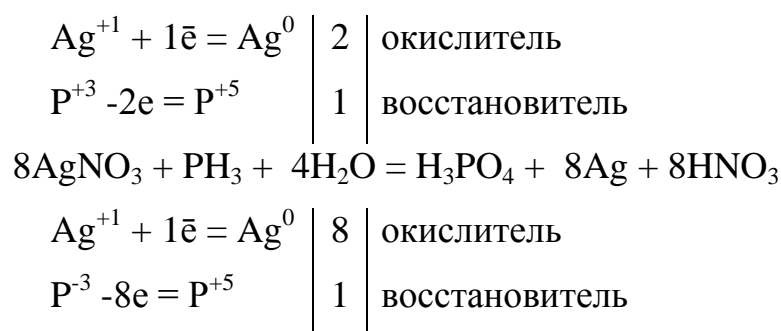 Ag⁺¹ + 1ē = Ag⁰ | 2 | окислитель
P⁺³ -2e = P⁺⁵ | 1 | восстановитель
8AgNO₃ + PH₃ + 4H₂O = H₃PO₄ + 8Ag + 8HNO₃
Ag⁺¹ + 1ē = Ag⁰ | 8 | окислитель
P⁻³ -8e = P⁺⁵ | 1 | восстановитель